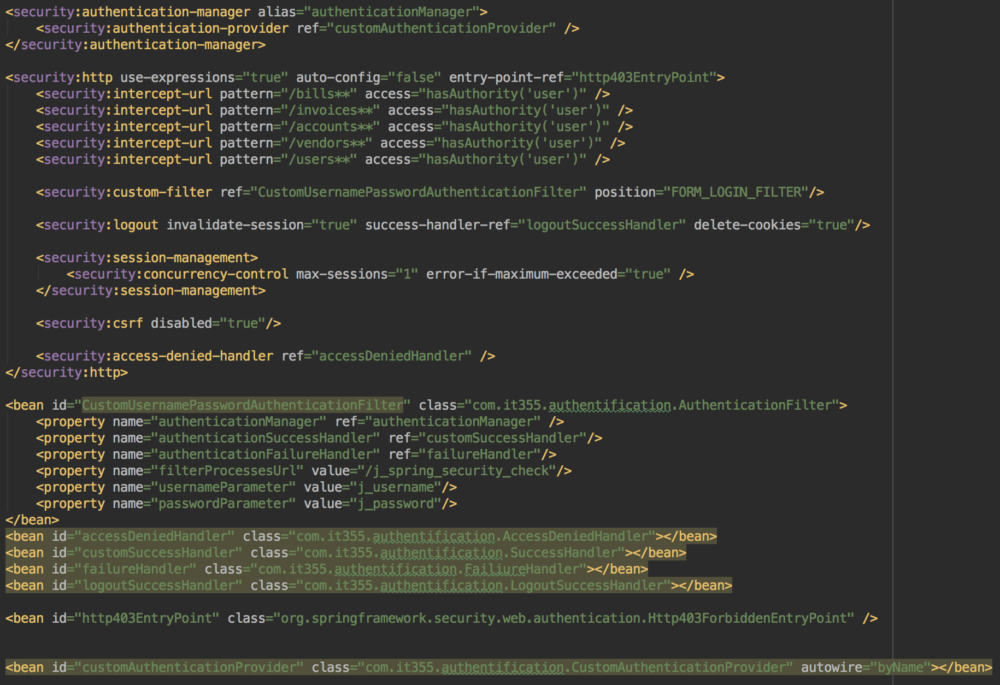 <security:authentication-manager alias="authenticationManager">
    <security:authentication-provider ref="customAuthenticationProvider" />
</security:authentication-manager>

<security:http use-expressions="true" auto-config="false" entry-point-ref="http403EntryPoint">
    <security:intercept-url pattern="/bills**" access="hasAuthority('user')" />
    <security:intercept-url pattern="/invoices**" access="hasAuthority('user')" />
    <security:intercept-url pattern="/accounts**" access="hasAuthority('user')" />
    <security:intercept-url pattern="/vendors**" access="hasAuthority('user')" />
    <security:intercept-url pattern="/users**" access="hasAuthority('user')" />

    <security:custom-filter ref="CustomUsernamePasswordAuthenticationFilter" position="FORM_LOGIN_FILTER"/>

    <security:logout invalidate-session="true" success-handler-ref="logoutSuccessHandler" delete-cookies="true"/>

    <security:session-management>
        <security:concurrency-control max-sessions="1" error-if-maximum-exceeded="true" />
    </security:session-management>

    <security:csrf disabled="true"/>

    <security:access-denied-handler ref="accessDeniedHandler" />
</security:http>

<bean id="CustomUsernamePasswordAuthenticationFilter" class="com.it355.authentification.AuthenticationFilter">
    <property name="authenticationManager" ref="authenticationManager" />
    <property name="authenticationSuccessHandler" ref="customSuccessHandler"/>
    <property name="authenticationFailureHandler" ref="failureHandler"/>
    <property name="filterProcessesUrl" value="/j_spring_security_check"/>
    <property name="usernameParameter" value="j_username"/>
    <property name="passwordParameter" value="j_password"/>
</bean>
<bean id="accessDeniedHandler" class="com.it355.authentification.AccessDeniedHandler"></bean>
<bean id="customSuccessHandler" class="com.it355.authentification.SuccessHandler"></bean>
<bean id="failureHandler" class="com.it355.authentification.FailiureHandler"></bean>
<bean id="logoutSuccessHandler" class="com.it355.authentification.LogoutSuccessHandler"></bean>

<bean id="http403EntryPoint" class="org.springframework.security.web.authentication.Http403ForbiddenEntryPoint" />

<bean id="customAuthenticationProvider" class="com.it355.authentification.CustomAuthenticationProvider" autowire="byName"></bean>